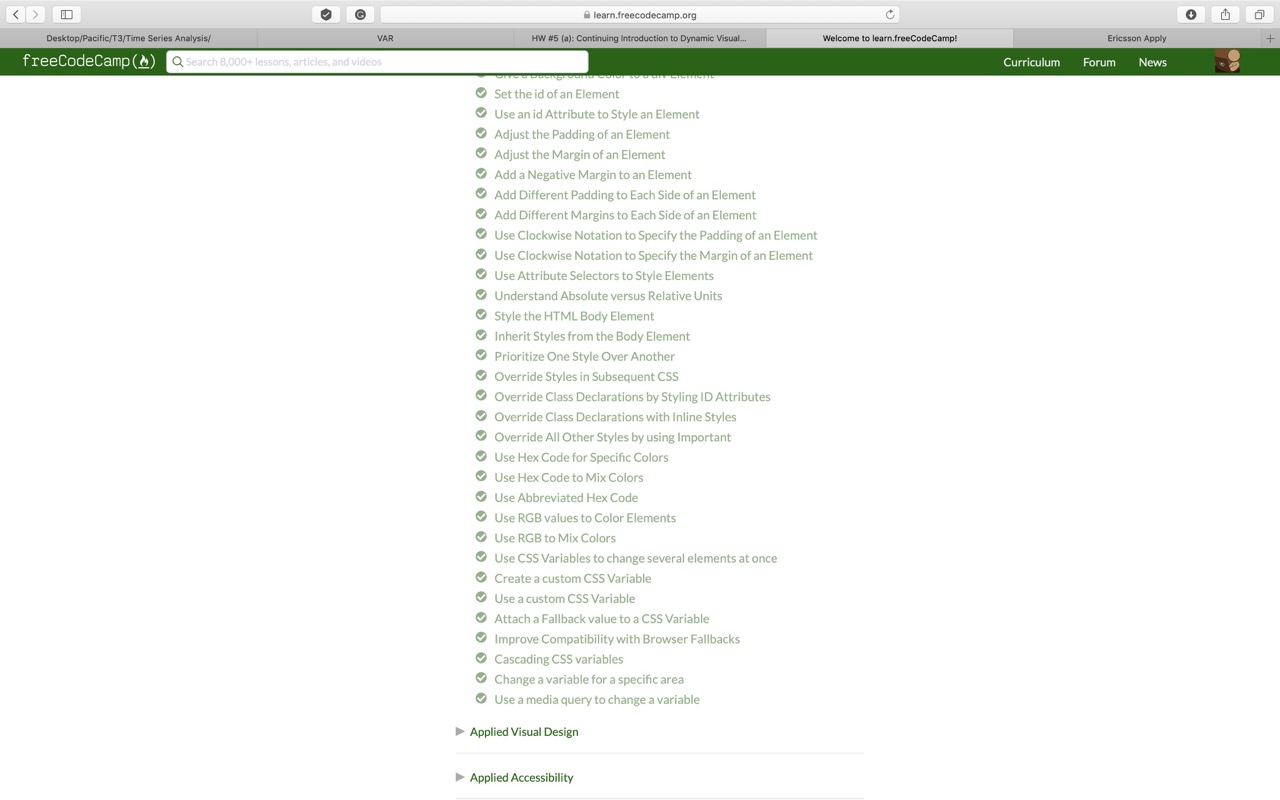 learn.freecodecamp.org
Desktop/Pacific/T3/Time Series Analysis/
VAR
HW #5 (a): Continuing Introduction to Dynamic Visual...
Welcome to learn.freeCodeCamp!
Ericsson Apply
freeCodeCamp
Search 8,000+ lessons, articles, and videos
Curriculum
Forum
News
Give a Background Color to a div Element
Set the id of an Element
Use an id Attribute to Style an Element
Adjust the Padding of an Element
Adjust the Margin of an Element
Add a Negative Margin to an Element
Add Different Padding to Each Side of an Element
Add Different Margins to Each Side of an Element
Use Clockwise Notation to Specify the Padding of an Element
Use Clockwise Notation to Specify the Margin of an Element
Use Attribute Selectors to Style Elements
Understand Absolute versus Relative Units
Style the HTML Body Element
Inherit Styles from the Body Element
Prioritize One Style Over Another
Override Styles in Subsequent CSS
Override Class Declarations by Styling ID Attributes
Override Class Declarations with Inline Styles
Override All Other Styles by using Important
Use Hex Code for Specific Colors
Use Hex Code to Mix Colors
Use Abbreviated Hex Code
Use RGB values to Color Elements
Use RGB to Mix Colors
Use CSS Variables to change several elements at once
Create a custom CSS Variable
Use a custom CSS Variable
Attach a Fallback value to a CSS Variable
Improve Compatibility with Browser Fallbacks
Cascading CSS variables
Change a variable for a specific area
Use a media query to change a variable
Applied Visual Design
Applied Accessibility